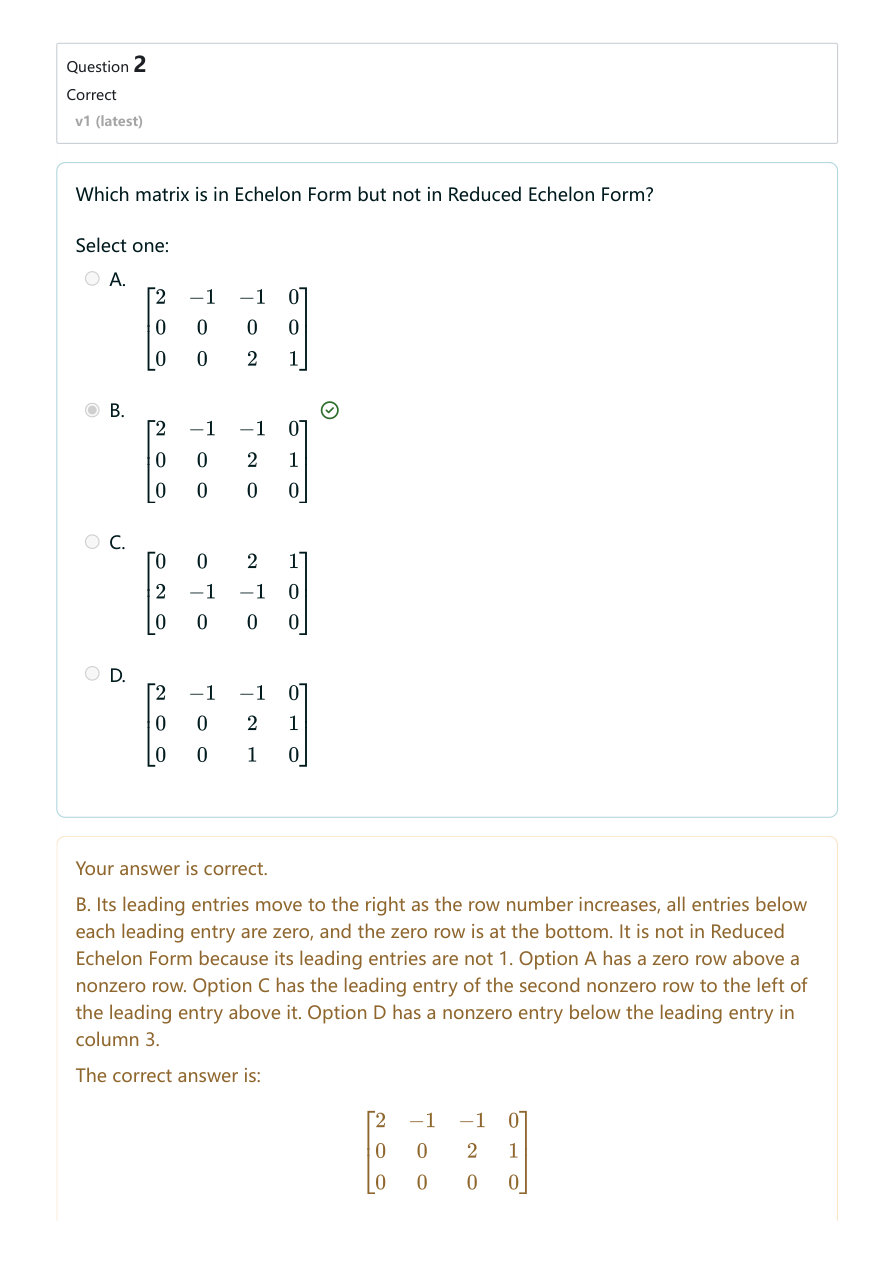 Question 2
Correct
v1 (latest)
Which matrix is in Echelon Form but not in Reduced Echelon Form?
Select one:
A.
2 −1 −1 0
0 0 0 0
0 0 2 1
B.
2 −1 −1 0
0 0 2 1
0 0 0 0
C.
0 0 2 1
2 −1 −1 0
0 0 0 0
D.
2 −1 −1 0
0 0 2 1
0 0 1 0
Your answer is correct.
B. Its leading entries move to the right as the row number increases, all entries below
each leading entry are zero, and the zero row is at the bottom. It is not in Reduced
Echelon Form because its leading entries are not 1. Option A has a zero row above a
nonzero row. Option C has the leading entry of the second nonzero row to the left of
the leading entry above it. Option D has a nonzero entry below the leading entry in
column 3.
The correct answer is:
2 −1 −1 0
0 0 2 1
0 0 0 0